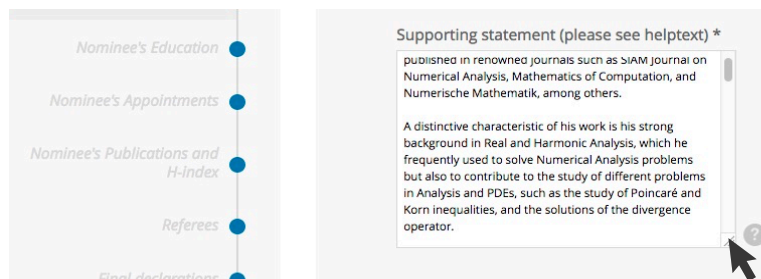 Nominee's Education
Nominee's Appointments
Nominee's Publications and
H-index
Referees
Final declarations
Supporting statement (please see helptext) *
published in renowned journals such as SIAM Journal on
Numerical Analysis, Mathematics of Computation, and
Numerische Mathematik, among others.
A distinctive characteristic of his work is his strong
background in Real and Harmonic Analysis, which he
frequently used to solve Numerical Analysis problems
but also to contribute to the study of different problems
in Analysis and PDEs, such as the study of Poincaré and
Korn inequalities, and the solutions of the divergence
operator.
?